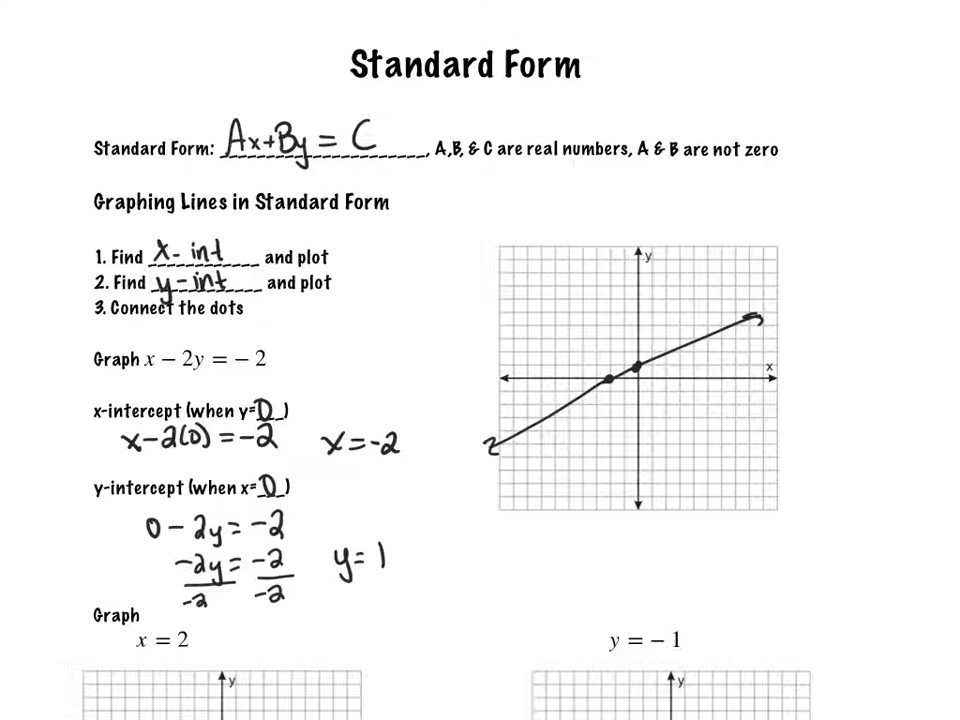 Standard Form
Standard Form: Ax+By = C, A,B, & C are real numbers, A & B are not zero
Graphing Lines in Standard Form
1. Find x-int and plot
2. Find y-int and plot
3. Connect the dots
y
x
Graph x − 2y = − 2
x-intercept (when y=0)
x-2(0) = -2 x = -2
y-intercept (when x=0)
0 - 2y = -2
-2y = -2 y = 1
-2 -2
Graph
x = 2 y = − 1
y y